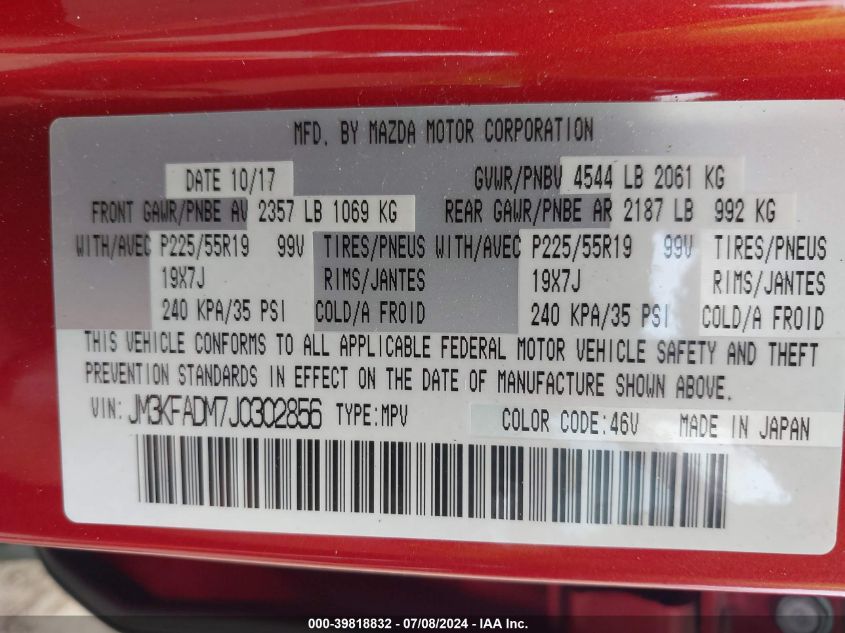 MFD. BY MAZDA MOTOR CORPORATION
DATE 10/17 GVWR/PNBV 4544 LB 2061 KG
FRONT GAWR/PNBE AV 2357 LB 1069 KG REAR GAWR/PNBE AR 2187 LB 992 KG
WITH/AVEC P225/55R19 99V TIRES/PNEUS WITH/AVEC P225/55R19 99V TIRES/PNEUS
19X7J RIMS/JANTES 19X7J RIMS/JANTES
240 KPA/35 PSI COLD/A FROID 240 KPA/35 PSI COLD/A FROID
THIS VEHICLE CONFORMS TO ALL APPLICABLE FEDERAL MOTOR VEHICLE SAFETY AND THEFT
PREVENTION STANDARDS IN EFFECT ON THE DATE OF MANUFACTURE SHOWN ABOVE.
VIN: JM3KFADM7J0302856 TYPE:MPV COLOR CODE:46V MADE IN JAPAN
000-39818832 / 07/08/2024 - IAA Inc.